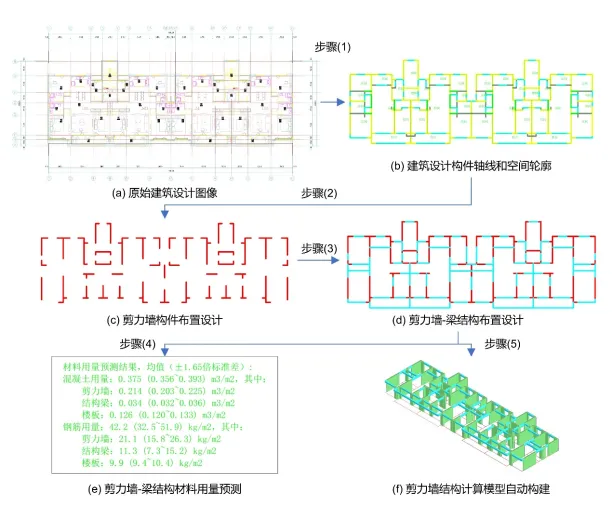 步骤(1)
(a) 原始建筑设计图像
(b) 建筑设计构件轴线和空间轮廓
步骤(2)
步骤(3)
(c) 剪力墙构件布置设计
(d) 剪力墙-梁结构布置设计
步骤(4)
步骤(5)
材料用量预测结果，均值（±1.65倍标准差）：
混凝土用量：0.375 (0.356~0.393) m3/m2，其中：
剪力墙：0.214 (0.203~0.225) m3/m2
结构梁：0.034 (0.032~0.036) m3/m2
楼板：0.126 (0.120~0.133) m3/m2
钢筋用量：42.2 (32.5~51.9) kg/m2，其中：
剪力墙：21.1 (15.8~26.3) kg/m2
结构梁：11.3 (7.3~15.2) kg/m2
楼板：9.9 (9.4~10.4) kg/m2
(e) 剪力墙-梁结构材料用量预测
(f) 剪力墙结构计算模型自动构建